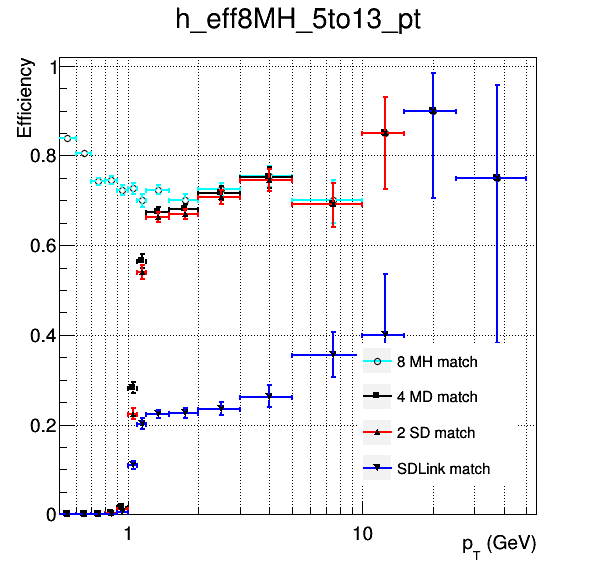 h_eff8MH_5to13_pt
Efficiency
1
0.8
0.6
0.4
0.2
0
8 MH match
4 MD match
2 SD match
SDLink match
1
10
p_T (GeV)